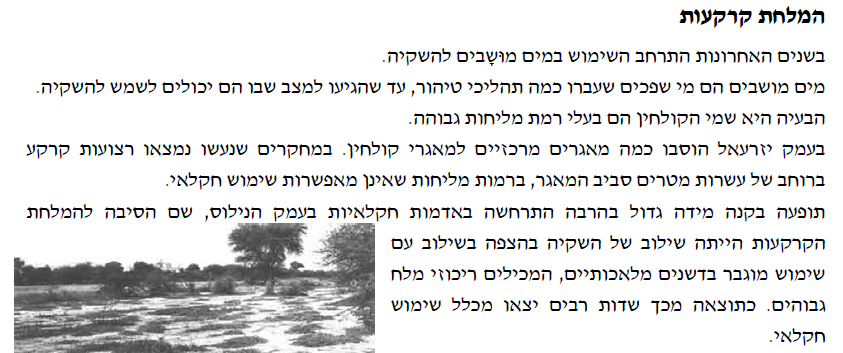 המלחת קרקעות
בשנים האחרונות התרחב השימוש במים מוּשָבים להשקיה.
מים מושבים הם מי שפכים שעברו כמה תהליכי טיהור, עד שהגיעו למצב שבו הם יכולים לשמש להשקיה.
הבעיה היא שמי הקולחין הם בעלי רמת מליחות גבוהה.
בעמק יזרעאל הוסבו כמה מאגרים מרכזיים למאגרי קולחין. במחקרים שנעשו נמצאו רצועות קרקע
ברוחב של עשרות מטרים סביב המאגר, ברמות מליחות שאינן מאפשרות שימוש חקלאי.
תופעה בקנה מידה גדול בהרבה התרחשה באדמות חקלאיות בעמק הנילוס, שם הסיבה להמלחת
הקרקעות הייתה שילוב של השקיה בהצפה בשילוב עם
שימוש מוגבר בדשנים מלאכותיים, המכילים ריכוזי מלח
גבוהים. כתוצאה מכך שדות רבים יצאו מכלל שימוש
חקלאי.